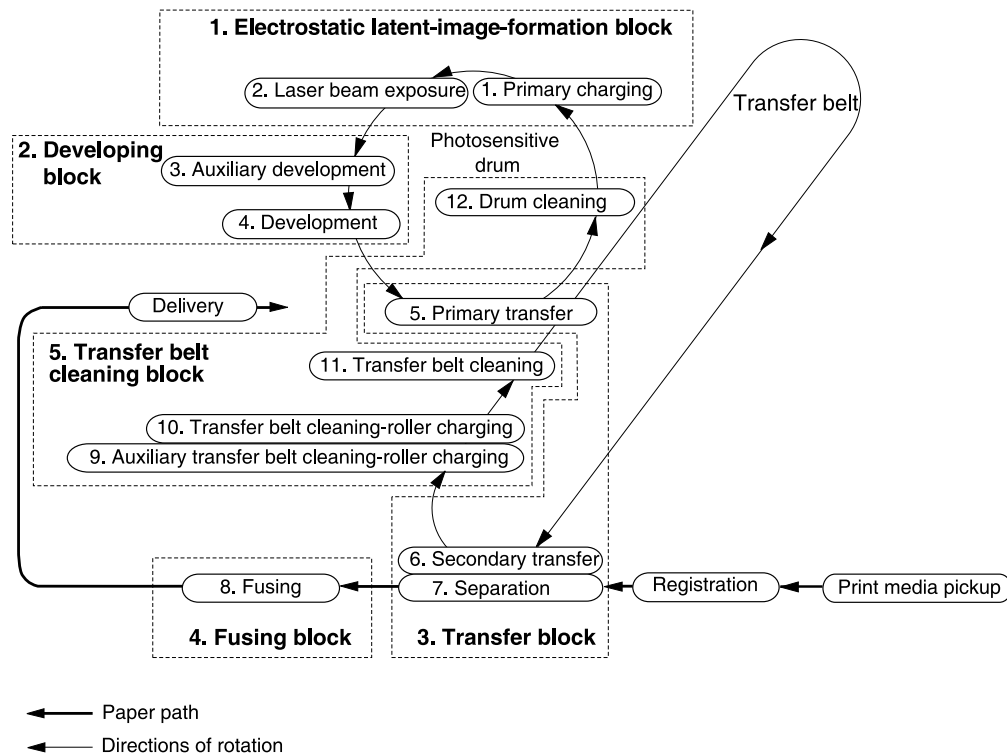 1. Electrostatic latent-image-formation block
2. Laser beam exposure
1. Primary charging
Transfer belt
2. Developing
block
Photosensitive
drum
3. Auxiliary development
12. Drum cleaning
4. Development
Delivery
5. Primary transfer
5. Transfer belt
cleaning block
11. Transfer belt cleaning
10. Transfer belt cleaning-roller charging
9. Auxiliary transfer belt cleaning-roller charging
6. Secondary transfer
7. Separation
8. Fusing
Registration
Print media pickup
4. Fusing block
3. Transfer block
Paper path
Directions of rotation